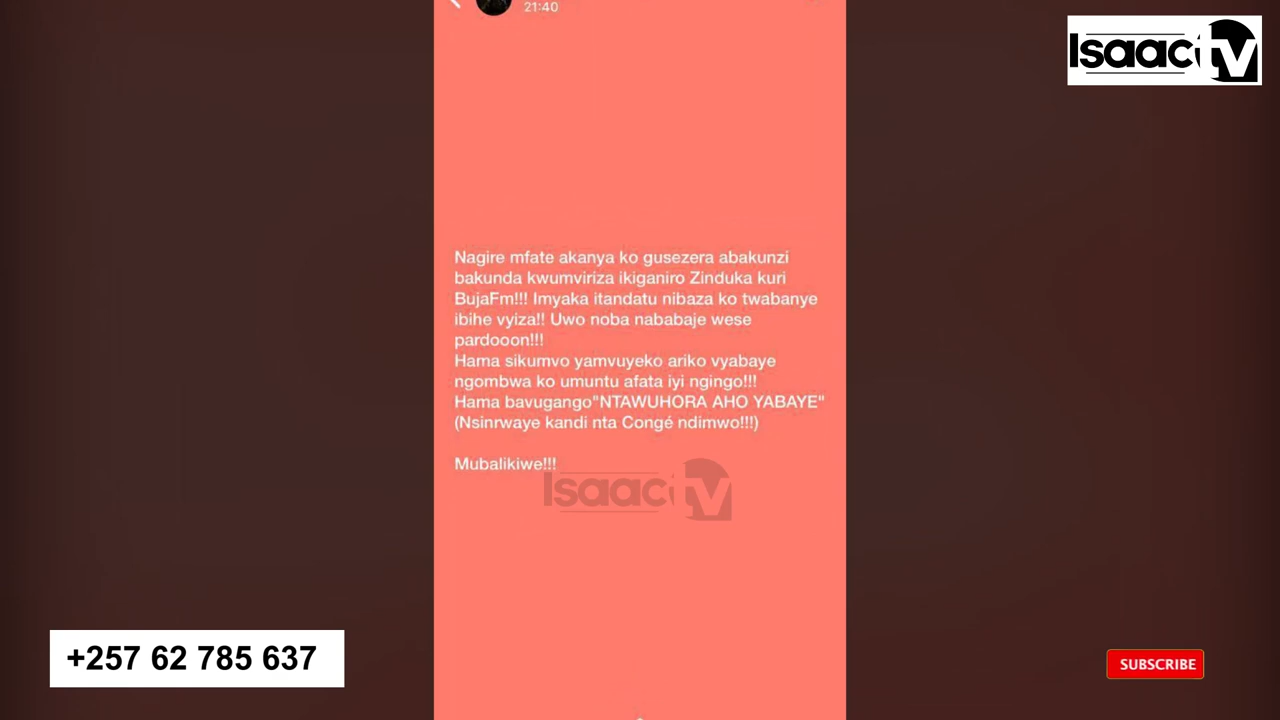 21:40
Isaac tv
Nagire mfate akanya ko gusezera abakunzi
bakunda kwumviriza ikiganiro Zinduka kuri
BujaFm!!! Imyaka itandatu nibaza ko twabanye
ibihe vyiza!! Uwo noba nababaje wese
pardooon!!!
Hama sikumvo yamvuyeko ariko vyabaye
ngombwa ko umuntu afata iyi ngingo!!!
Hama bavugango"NTAWUHORA AHO YABAYE"
(Nsinrwaye kandi nta Congé ndimwo!!!)
Mubalikiwe!!!
Isaac tv
+257 62 785 637
SUBSCRIBE